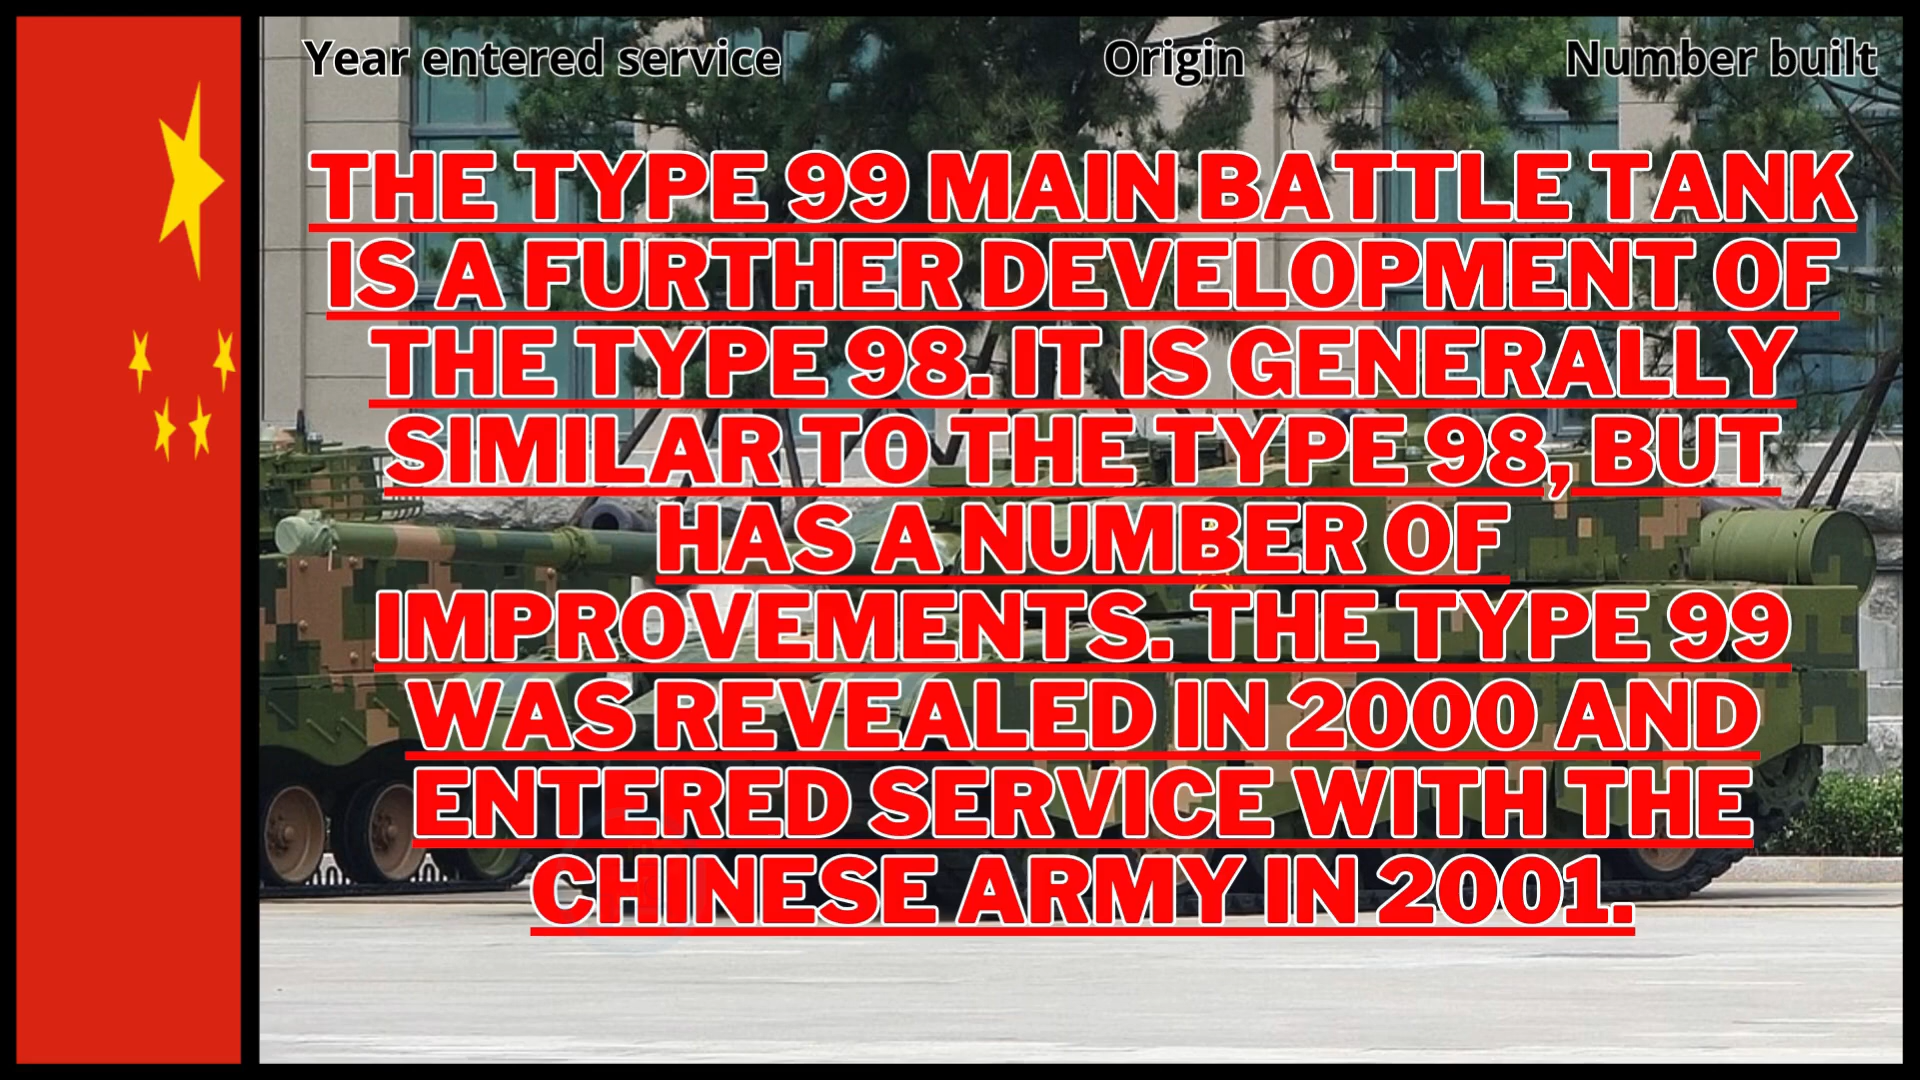 Year entered service Origin Number built
THE TYPE 99 MAIN BATTLE TANK
IS A FURTHER DEVELOPMENT OF
THE TYPE 98. IT IS GENERALLY
SIMILAR TO THE TYPE 98, BUT
HAS A NUMBER OF
IMPROVEMENTS. THE TYPE 99
WAS REVEALED IN 2000 AND
ENTERED SERVICE WITH THE
CHINESE ARMY IN 2001.